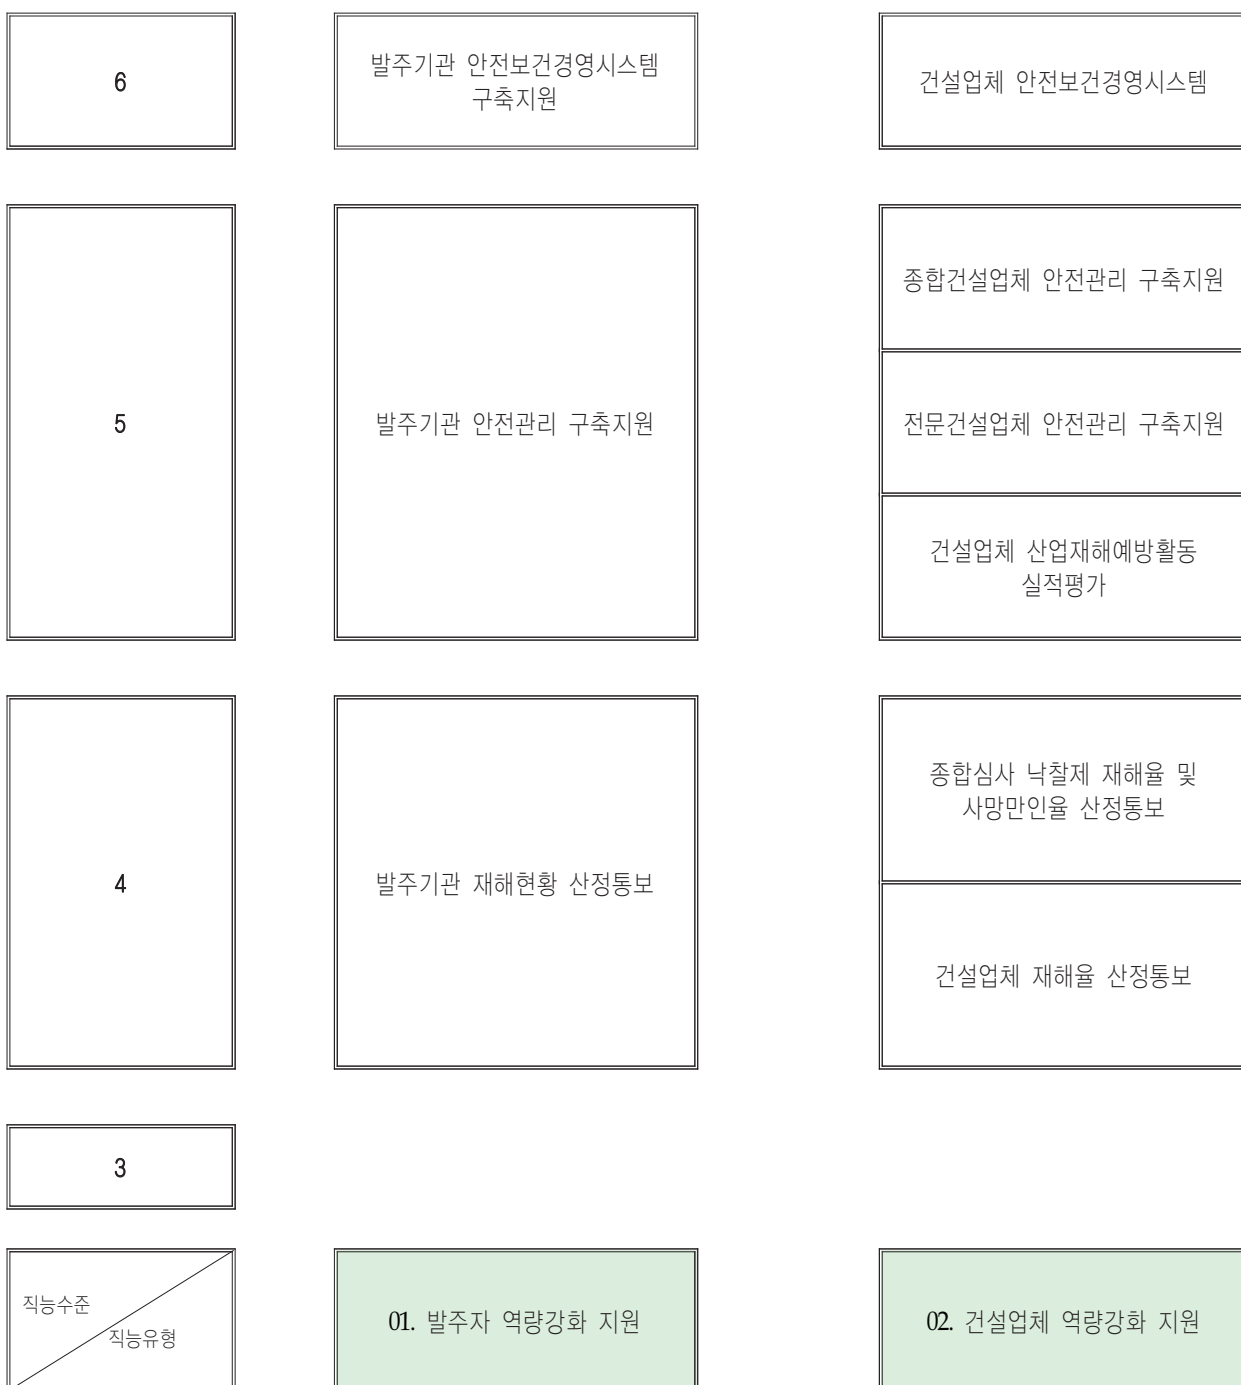 6
발주기관 안전보건경영시스템
구축지원
건설업체 안전보건경영시스템
5
발주기관 안전관리 구축지원
종합건설업체 안전관리 구축지원
전문건설업체 안전관리 구축지원
건설업체 산업재해예방활동
실적평가
4
발주기관 재해현황 산정통보
종합심사 낙찰제 재해율 및
사망만인율 산정통보
건설업체 재해율 산정통보
3
직능수준
직능유형
01. 발주자 역량강화 지원
02. 건설업체 역량강화 지원